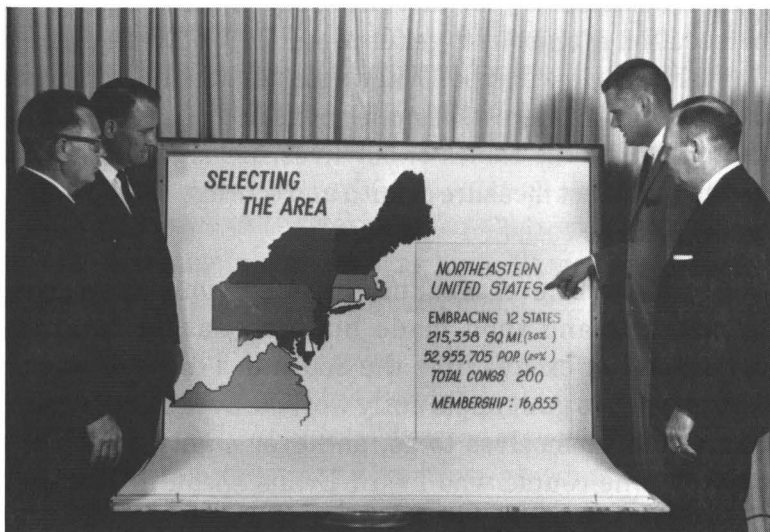 SELECTING
THE AREA
NORTHEASTERN
UNITED STATES
EMBRACING 12 STATES
215,358 SQ MI
52,955,705 POP. (29%)
TOTAL CONGS. 260
MEMBERSHIP: 16,855